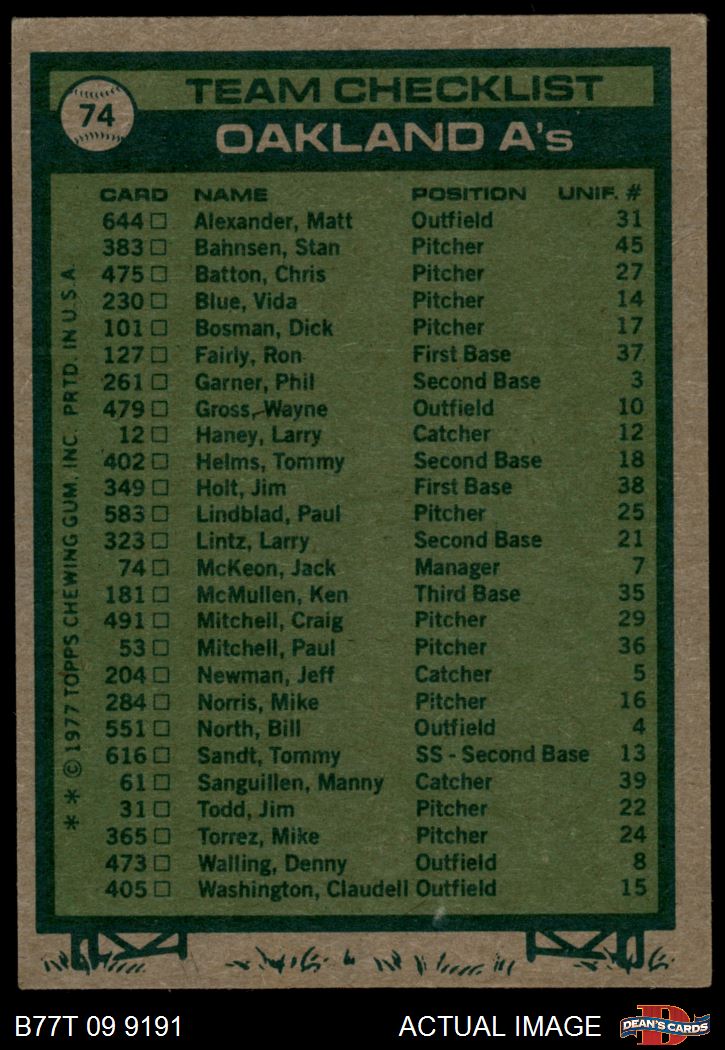 74
TEAM CHECKLIST
OAKLAND A's
CARD NAME POSITION UNIF. #
644 Alexander, Matt Outfield 31
383 Bahnsen, Stan Pitcher 45
475 Batton, Chris Pitcher 27
230 Blue, Vida Pitcher 14
101 Bosman, Dick Pitcher 17
127 Fairly, Ron First Base 37
261 Garner, Phil Second Base 3
479 Gross, Wayne Outfield 10
12 Haney, Larry Catcher 12
402 Helms, Tommy Second Base 18
349 Holt, Jim First Base 38
583 Lindblad, Paul Pitcher 25
323 Lintz, Larry Second Base 21
74 McKeon, Jack Manager 7
181 McMullen, Ken Third Base 35
491 Mitchell, Craig Pitcher 29
53 Mitchell, Paul Pitcher 36
204 Newman, Jeff Catcher 5
284 Norris, Mike Pitcher 16
551 North, Bill Outfield 4
616 Sandt, Tommy SS - Second Base 13
61 Sanguillen, Manny Catcher 39
31 Todd, Jim Pitcher 22
365 Torrez, Mike Pitcher 24
473 Walling, Denny Outfield 8
405 Washington, Claudell Outfield 15
* * © 1977 TOPPS CHEWING GUM, INC. PRTD. IN U.S.A.
B77T 09 9191 ACTUAL IMAGE
DEAN'S CARDS